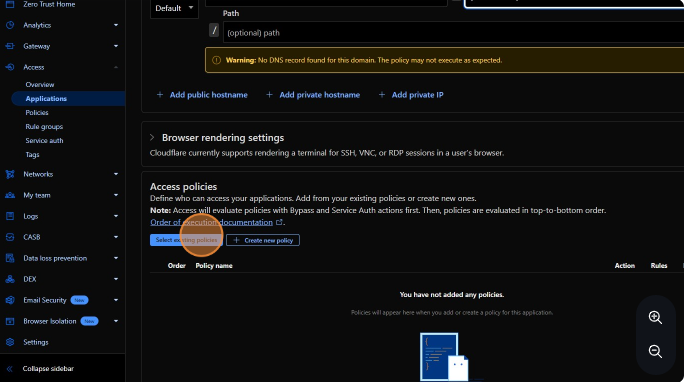 Zero Trust Home
Analytics
Gateway
Access
Overview
Applications
Policies
Rule groups
Service auth
Tags
Networks
My team
Logs
CASB
Data loss prevention
DEX
Email Security New
Browser Isolation New
Settings
Collapse sidebar
Default
Path
/ (optional) path
Warning: No DNS record found for this domain. The policy may not execute as expected.
+ Add public hostname + Add private hostname + Add private IP
Browser rendering settings
Cloudflare currently supports rendering a terminal for SSH, VNC, or RDP sessions in a user's browser.
Access policies
Define who can access your applications. Add from your existing policies or create new ones.
Note: Access will evaluate policies with Bypass and Service Auth actions first. Then, policies are evaluated in top-to-bottom order.
Order of execution documentation.
Select existing policies + Create new policy
Order Policy name Action Rules
You have not added any policies.
Policies will appear here when you add or create a policy for this application.